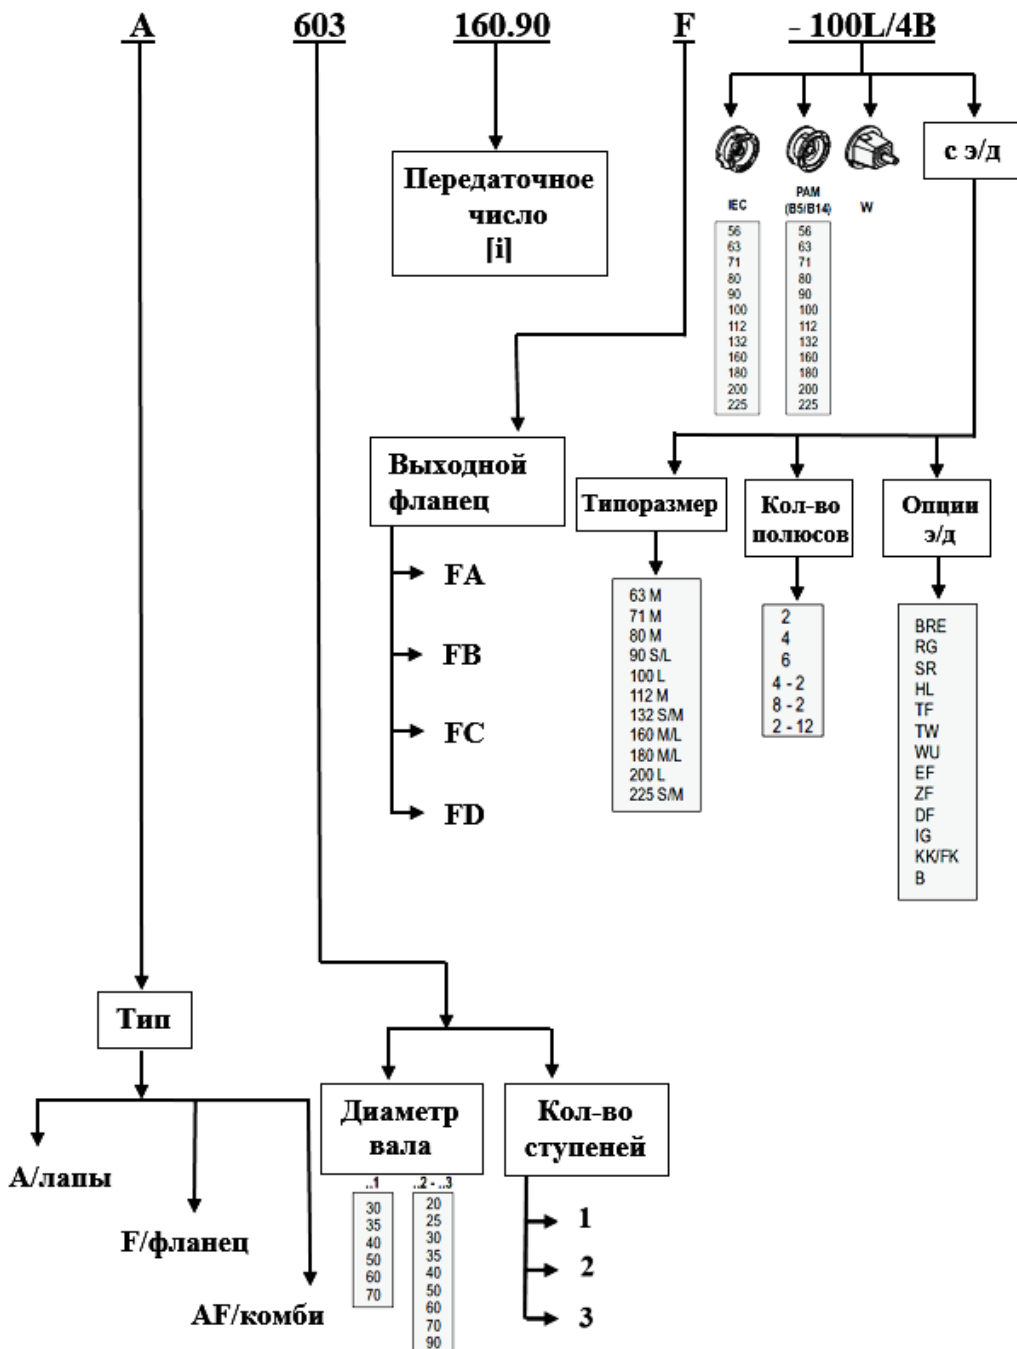 A 603 160.90 F - 100L/4B
Передаточное
число
[i]
с э/д
IEC
PAM
(B5/B14)
W
56
63
71
80
90
100
112
132
160
180
200
225
56
63
71
80
90
100
112
132
160
180
200
225
Выходной
фланец
FA
FB
FC
FD
Типоразмер
63 M
71 M
80 M
90 S/L
100 L
112 M
132 S/M
160 M/L
180 M/L
200 L
225 S/M
Кол-во
полюсов
2
4
6
4 - 2
8 - 2
2 - 12
Опции
э/д
BRE
RG
SR
HL
TF
TW
WU
EF
ZF
DF
IG
KK/FK
B
Тип
A/лапы
F/фланец
AF/комби
Диаметр
вала
..1
30
35
40
50
60
70
..2 - ..3
20
25
30
35
40
50
60
70
90
Кол-во
ступеней
1
2
3